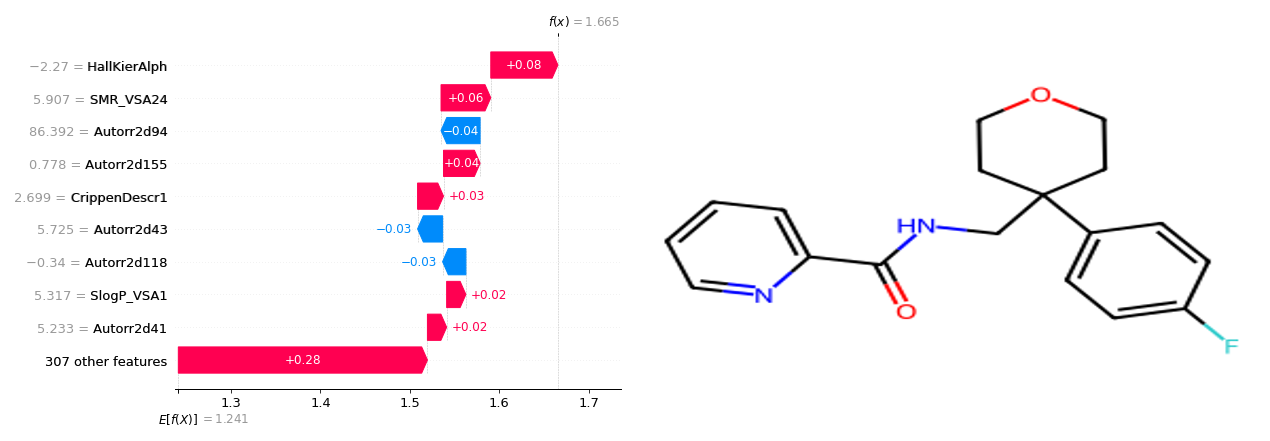 f(x) = 1.665
−2.27 = HallKierAlph
+0.08
5.907 = SMR_VSA24
+0.06
86.392 = Autorr2d94
−0.04
0.778 = Autorr2d155
+0.04
2.699 = CrippenDescr1
+0.03
5.725 = Autorr2d43
−0.03
−0.34 = Autorr2d118
−0.03
5.317 = SlogP_VSA1
+0.02
5.233 = Autorr2d41
+0.02
307 other features
+0.28
1.3 1.4 1.5 1.6 1.7
E[f(X)] = 1.241
O
HN
N
O
F